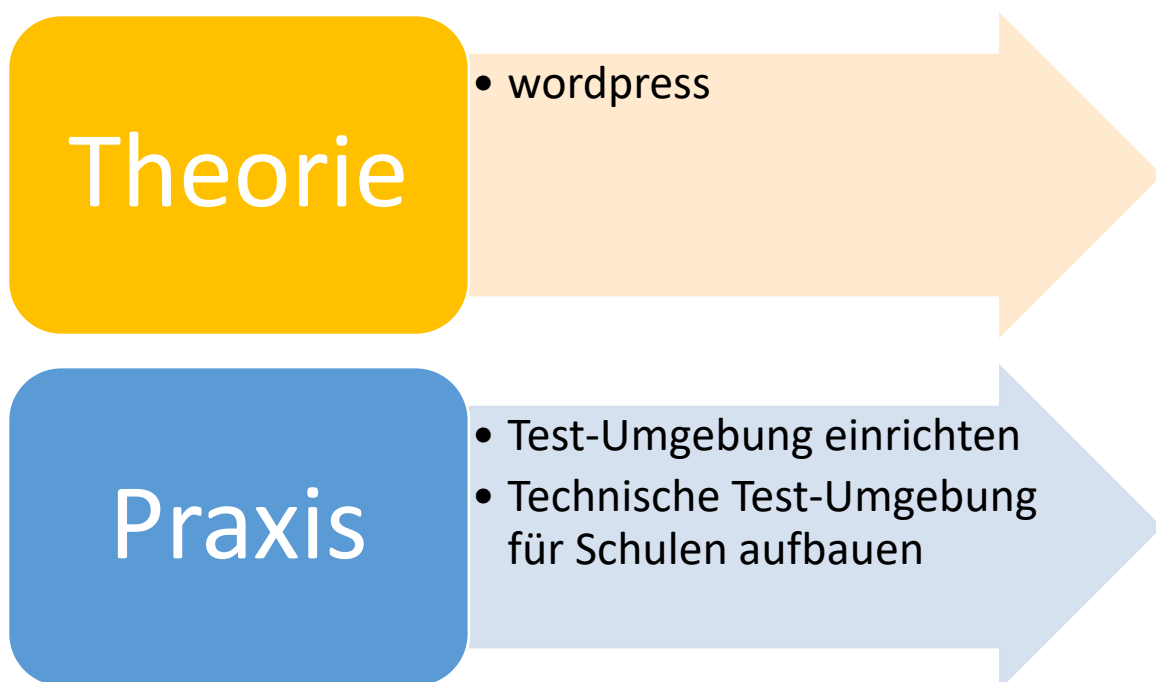 Theorie
• wordpress
Praxis
• Test-Umgebung einrichten
• Technische Test-Umgebung
für Schulen aufbauen